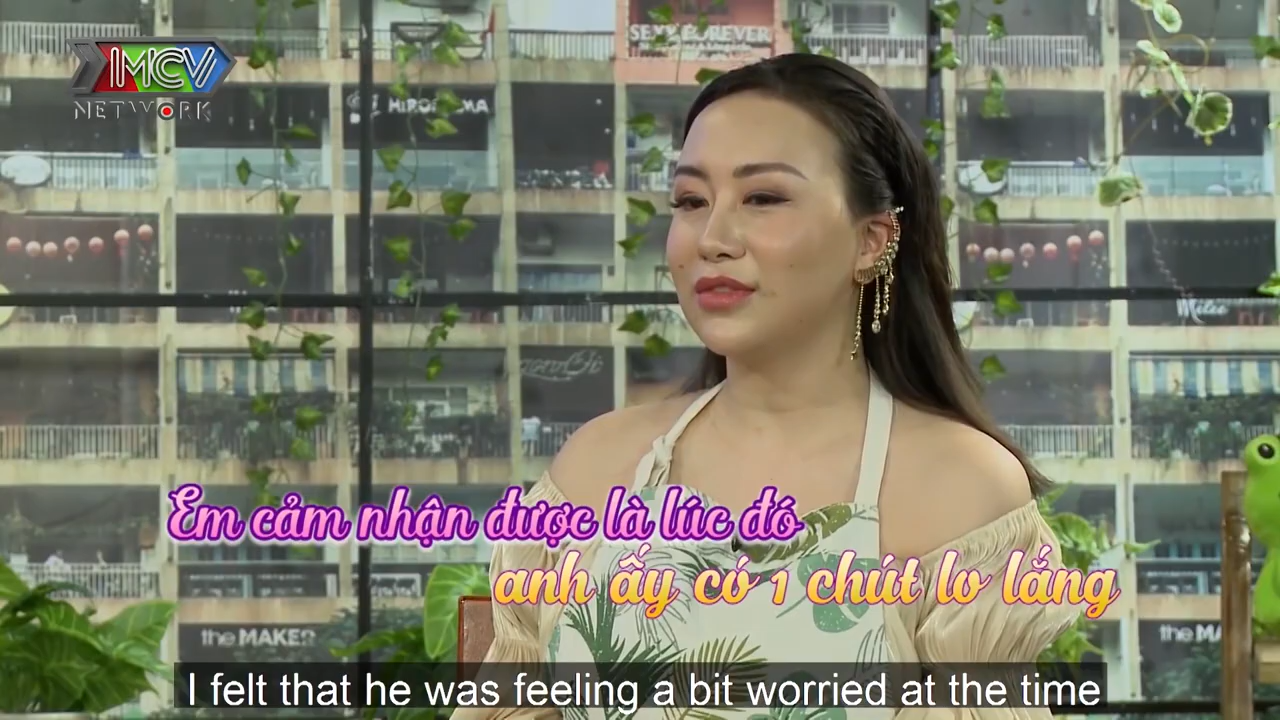 MCV
NETWORK
SEXY FOREVER
Em cảm nhận được là lúc đó
anh ấy có 1 chút lo lắng
the MAKER
the MA
I felt that he was feeling a bit worried at the time